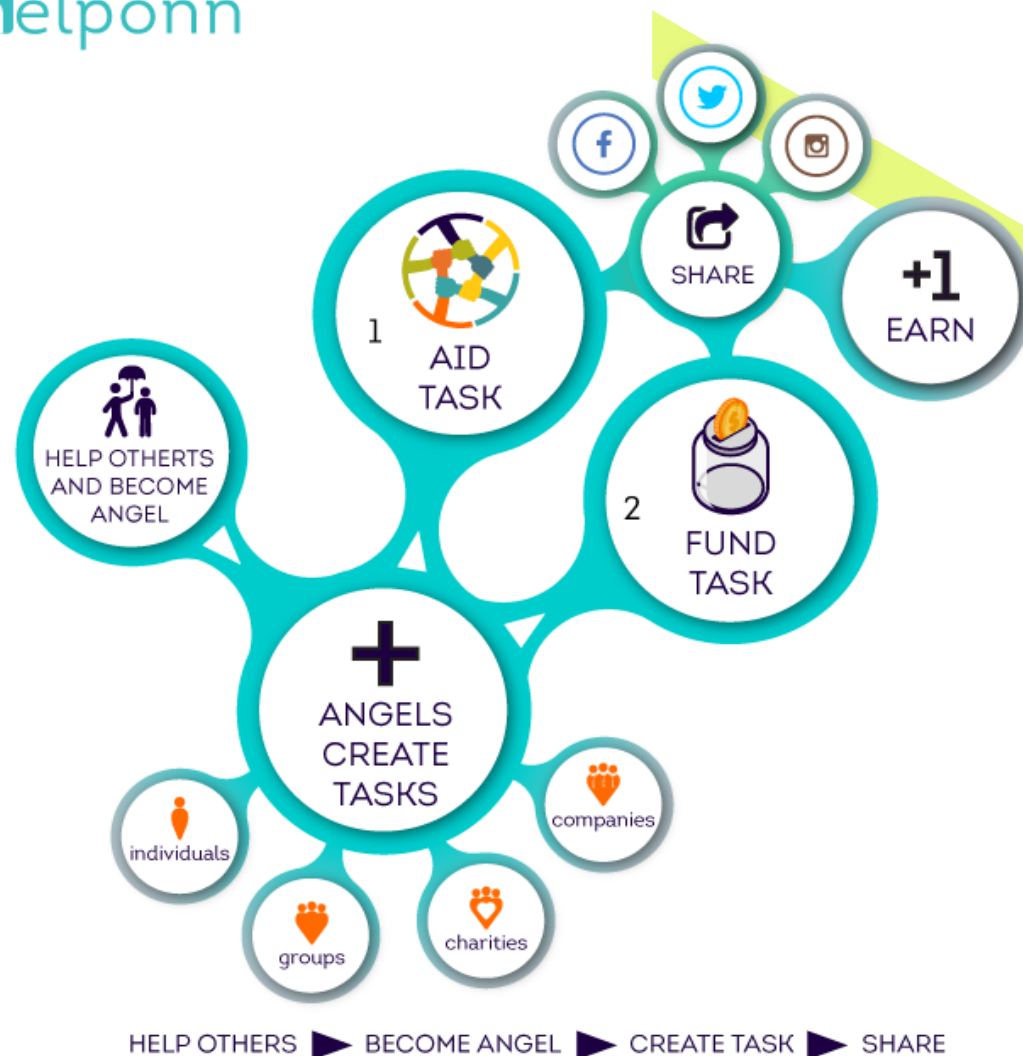 helponn
SHARE
+1
EARN
1
AID
TASK
HELP OTHERTS
AND BECOME
ANGEL
2
FUND
TASK
ANGELS
CREATE
TASKS
individuals
groups
charities
companies
HELP OTHERS BECOME ANGEL CREATE TASK SHARE